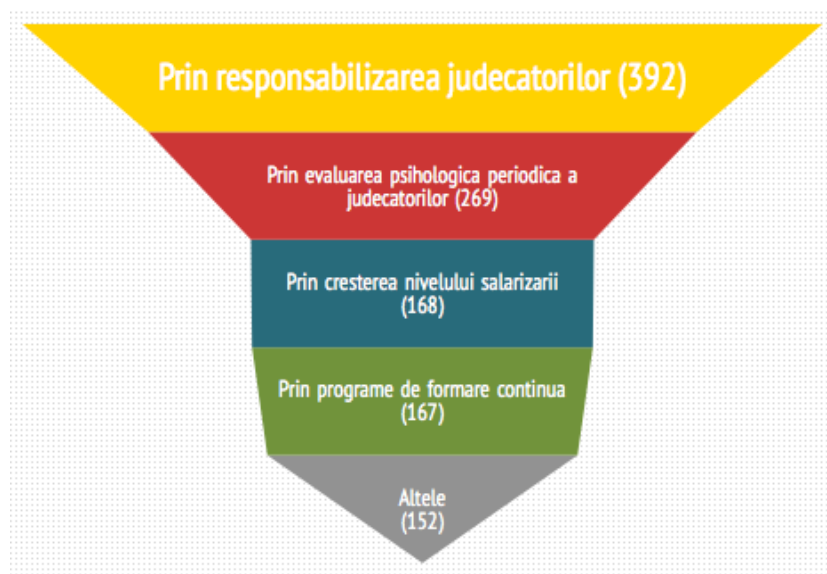 Prin responsabilizarea judecatorilor (392)
Prin evaluarea psihologica periodica a
judecatorilor (269)
Prin cresterea nivelului salarizarii
(168)
Prin programe de formare continua
(167)
Altele
(152)